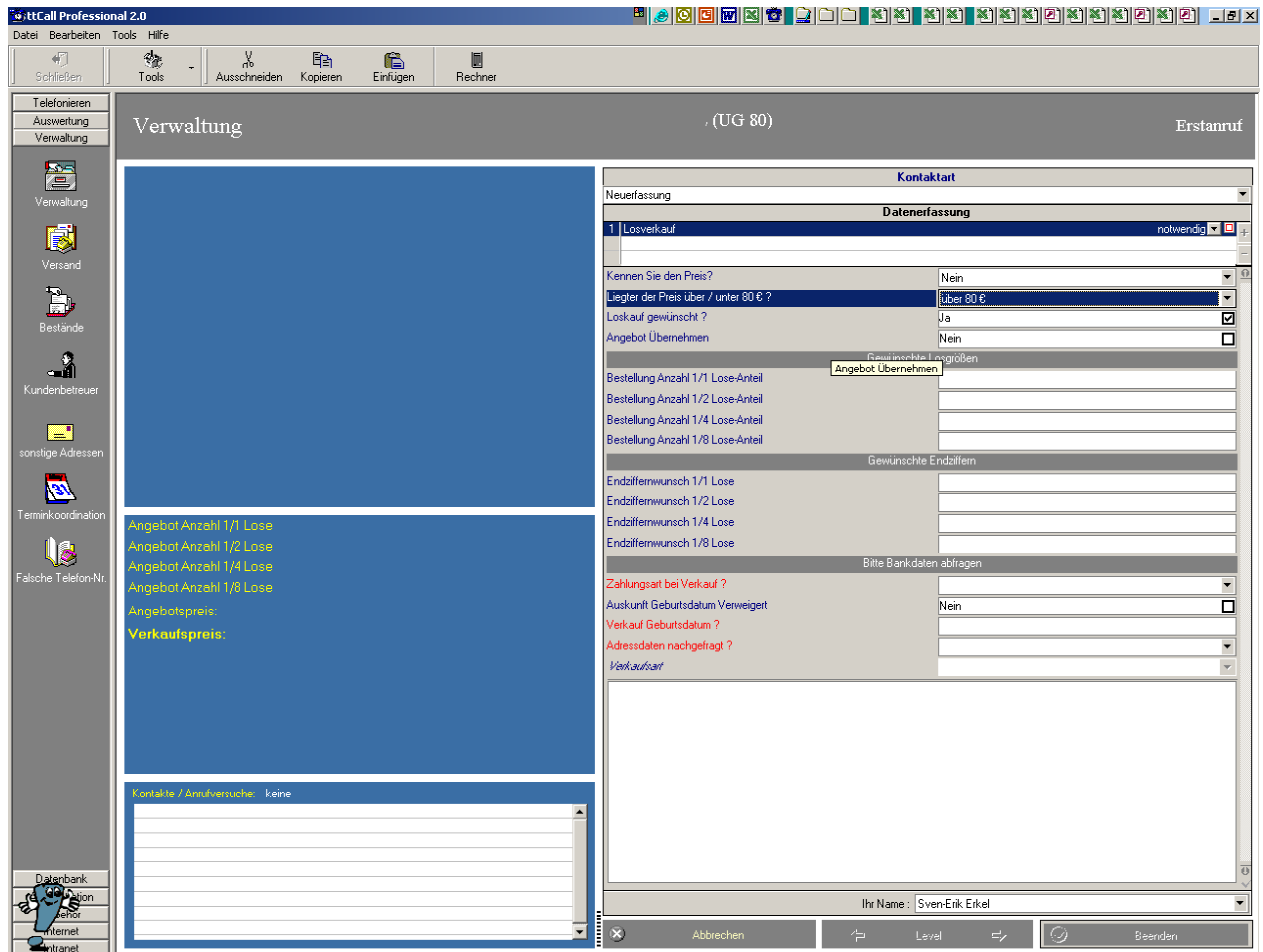 ttCall Professional 2.0
Datei Bearbeiten Tools Hilfe
Schließen Tools Ausschneiden Kopieren Einfügen Rechner
Telefonieren
Auswertung
Verwaltung
Verwaltung
Versand
Bestände
Kundenbetreuer
sonstige Adressen
31
Terminkoordination
Falsche Telefon-Nr.
Datenbank
Internet
Intranet
Verwaltung , (UG 80) Erstanruf
Angebot Anzahl 1/1 Lose
Angebot Anzahl 1/2 Lose
Angebot Anzahl 1/4 Lose
Angebot Anzahl 1/8 Lose
Angebotspreis:
Verkaufspreis:
Kontakte / Anrufversuche: keine
Kontaktart
Neuerfassung
Datenerfassung
1 Losverkauf notwendig
Kennen Sie den Preis? Nein
Liegter der Preis über / unter 80 € ? über 80 €
Loskauf gewünscht ? Ja
Angebot Übernehmen Nein
Gewünschte Losgrößen
Angebot Übernehmen
Bestellung Anzahl 1/1 Lose-Anteil
Bestellung Anzahl 1/2 Lose-Anteil
Bestellung Anzahl 1/4 Lose-Anteil
Bestellung Anzahl 1/8 Lose-Anteil
Gewünschte Endziffern
Endziffernwunsch 1/1 Lose
Endziffernwunsch 1/2 Lose
Endziffernwunsch 1/4 Lose
Endziffernwunsch 1/8 Lose
Bitte Bankdaten abfragen
Zahlungsart bei Verkauf ?
Auskunft Geburtsdatum Verweigert Nein
Verkauf Geburtsdatum ?
Adressdaten nachgefragt ?
Verkaufsart
Ihr Name : Sven-Erik Erkel
Abbrechen Level Beenden